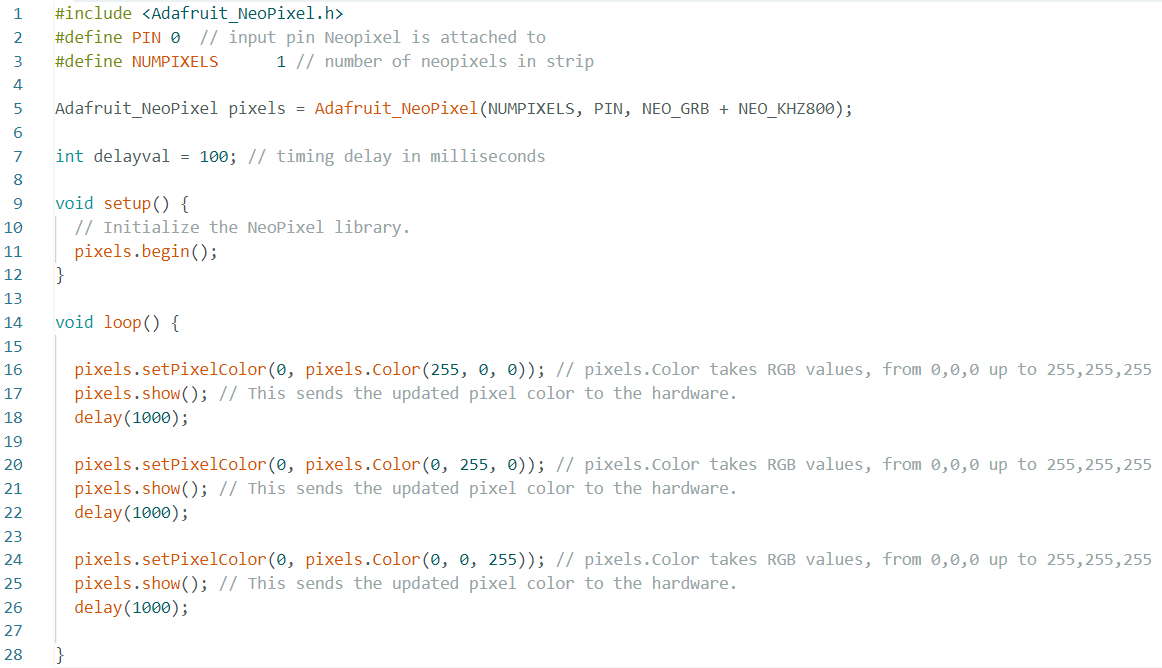 1 #include <Adafruit_NeoPixel.h>
2 #define PIN 0  // input pin Neopixel is attached to
3 #define NUMPIXELS      1 // number of neopixels in strip
4
5 Adafruit_NeoPixel pixels = Adafruit_NeoPixel(NUMPIXELS, PIN, NEO_GRB + NEO_KHZ800);
6
7 int delayval = 100; // timing delay in milliseconds
8
9 void setup() {
10   // Initialize the NeoPixel library.
11   pixels.begin();
12 }
13
14 void loop() {
15
16   pixels.setPixelColor(0, pixels.Color(255, 0, 0)); // pixels.Color takes RGB values, from 0,0,0 up to 255,255,255
17   pixels.show(); // This sends the updated pixel color to the hardware.
18   delay(1000);
19
20   pixels.setPixelColor(0, pixels.Color(0, 255, 0)); // pixels.Color takes RGB values, from 0,0,0 up to 255,255,255
21   pixels.show(); // This sends the updated pixel color to the hardware.
22   delay(1000);
23
24   pixels.setPixelColor(0, pixels.Color(0, 0, 255)); // pixels.Color takes RGB values, from 0,0,0 up to 255,255,255
25   pixels.show(); // This sends the updated pixel color to the hardware.
26   delay(1000);
27
28 }